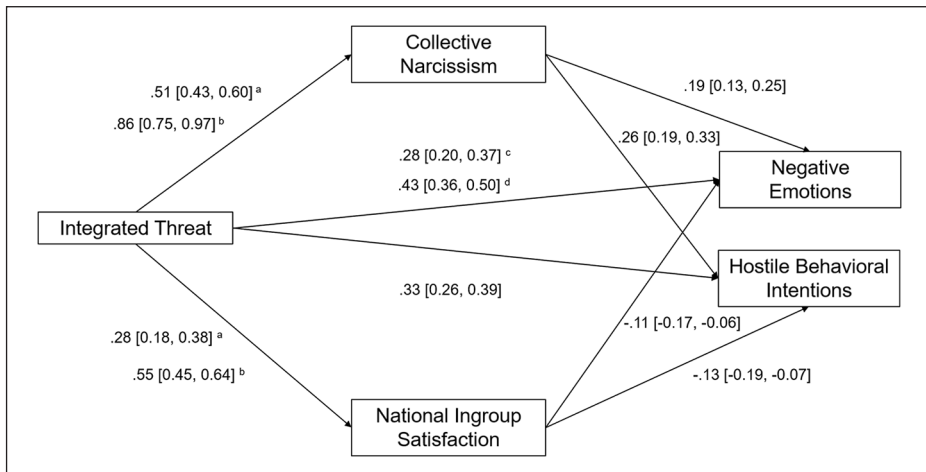 Collective
Narcissism
.51 [0.43, 0.60] ᵃ
.86 [0.75, 0.97] ᵇ
.19 [0.13, 0.25]
.26 [0.19, 0.33]
.28 [0.20, 0.37] ᶜ
.43 [0.36, 0.50] ᵈ
Negative
Emotions
Integrated Threat
Hostile Behavioral
Intentions
.33 [0.26, 0.39]
-.11 [-0.17, -0.06]
.28 [0.18, 0.38] ᵃ
.55 [0.45, 0.64] ᵇ
-.13 [-0.19, -0.07]
National Ingroup
Satisfaction